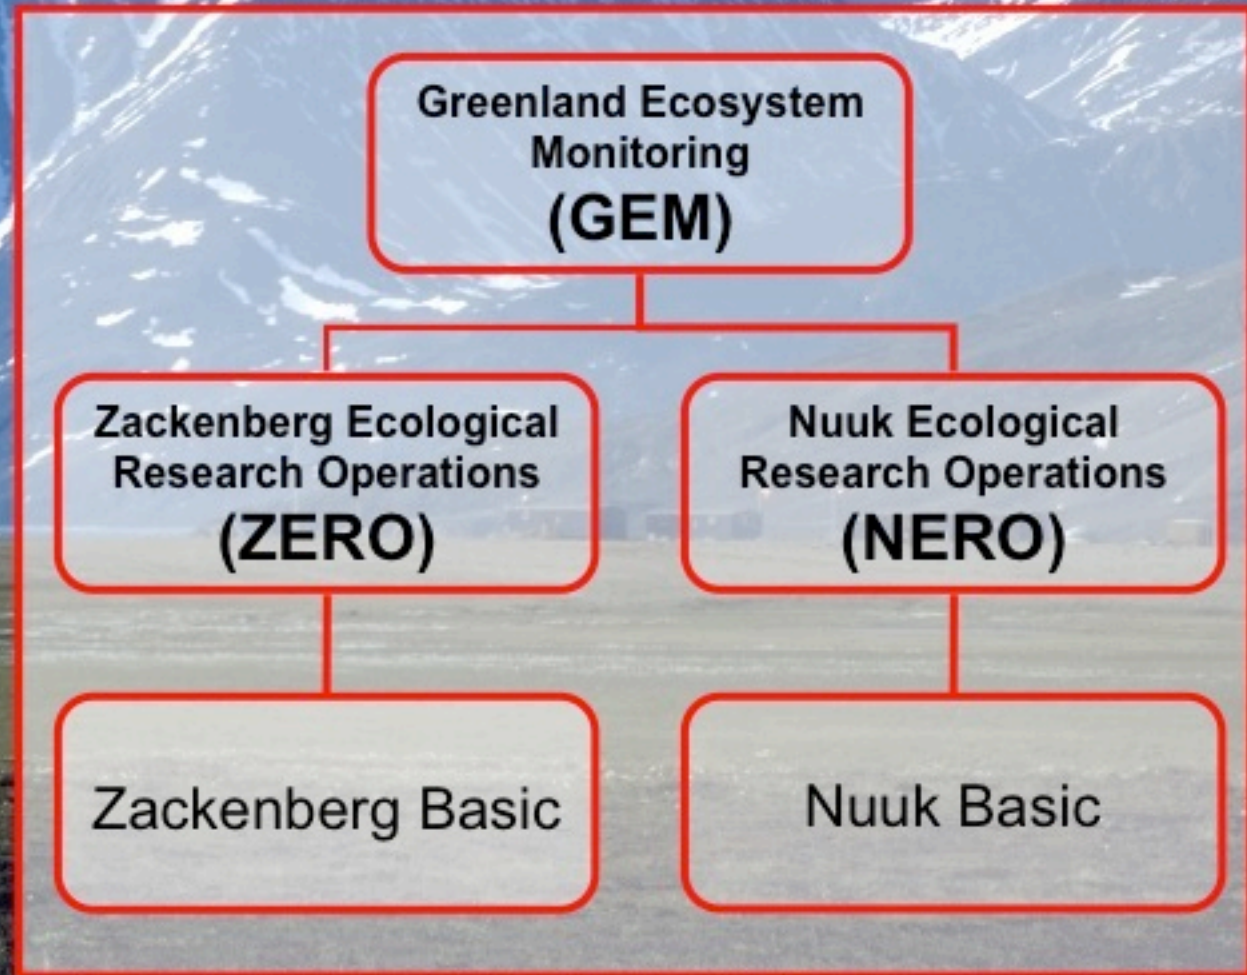 Greenland Ecosystem
Monitoring
(GEM)
Zackenberg Ecological
Research Operations
(ZERO)
Nuuk Ecological
Research Operations
(NERO)
Zackenberg Basic
Nuuk Basic